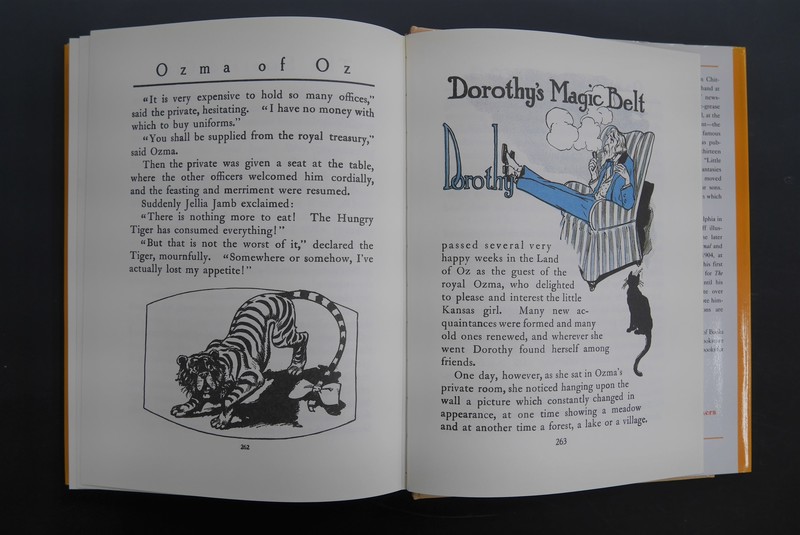 Ozma of Oz
"It is very expensive to hold so many offices,"
said the private, hesitating. "I have no money with
which to buy uniforms."
"You shall be supplied from the royal treasury,"
said Ozma.
Then the private was given a seat at the table,
where the other officers welcomed him cordially,
and the feasting and merriment were resumed.
Suddenly Jellia Jamb exclaimed:
"There is nothing more to eat! The Hungry
Tiger has consumed everything!"
"But that is not the worst of it," declared the
Tiger, mournfully. "Somewhere or somehow, I've
actually lost my appetite!"
262
Dorothy's Magic Belt
Dorothy
passed several very
happy weeks in the Land
of Oz as the guest of the
royal Ozma, who delighted
to please and interest the little
Kansas girl. Many new ac-
quaintances were formed and many
old ones renewed, and wherever she
went Dorothy found herself among
friends.
One day, however, as she sat in Ozma's
private room, she noticed hanging upon the
wall a picture which constantly changed in
appearance, at one time showing a meadow
and at another time a forest, a lake or a village.
263